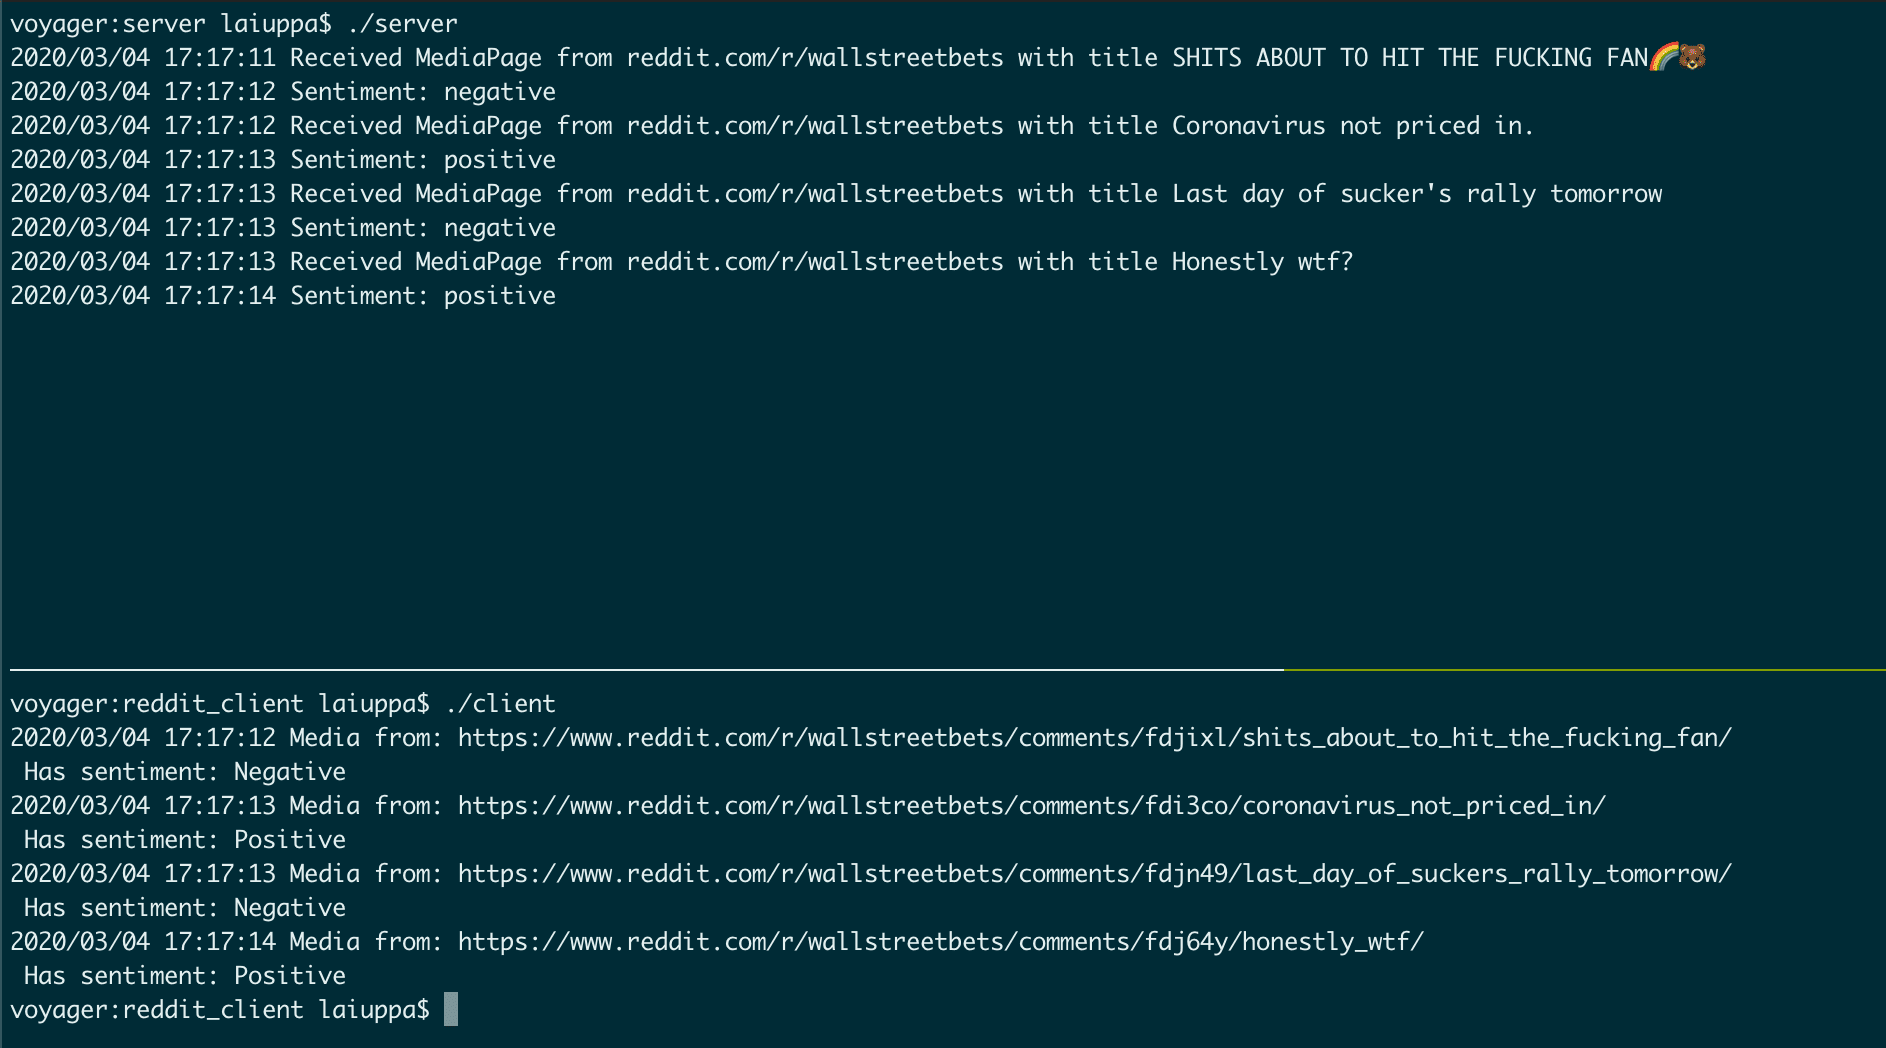 voyager:server laiuppa$ ./server
2020/03/04 17:17:11 Received MediaPage from reddit.com/r/wallstreetbets with title SHITS ABOUT TO HIT THE FUCKING FAN🌈🐻
2020/03/04 17:17:12 Sentiment: negative
2020/03/04 17:17:12 Received MediaPage from reddit.com/r/wallstreetbets with title Coronavirus not priced in.
2020/03/04 17:17:13 Sentiment: positive
2020/03/04 17:17:13 Received MediaPage from reddit.com/r/wallstreetbets with title Last day of sucker's rally tomorrow
2020/03/04 17:17:13 Sentiment: negative
2020/03/04 17:17:13 Received MediaPage from reddit.com/r/wallstreetbets with title Honestly wtf?
2020/03/04 17:17:14 Sentiment: positive
voyager:reddit_client laiuppa$ ./client
2020/03/04 17:17:12 Media from: https://www.reddit.com/r/wallstreetbets/comments/fdjixl/shits_about_to_hit_the_fucking_fan/
 Has sentiment: Negative
2020/03/04 17:17:13 Media from: https://www.reddit.com/r/wallstreetbets/comments/fdi3co/coronavirus_not_priced_in/
 Has sentiment: Positive
2020/03/04 17:17:13 Media from: https://www.reddit.com/r/wallstreetbets/comments/fdjn49/last_day_of_suckers_rally_tomorrow/
 Has sentiment: Negative
2020/03/04 17:17:14 Media from: https://www.reddit.com/r/wallstreetbets/comments/fdj64y/honestly_wtf/
 Has sentiment: Positive
voyager:reddit_client laiuppa$